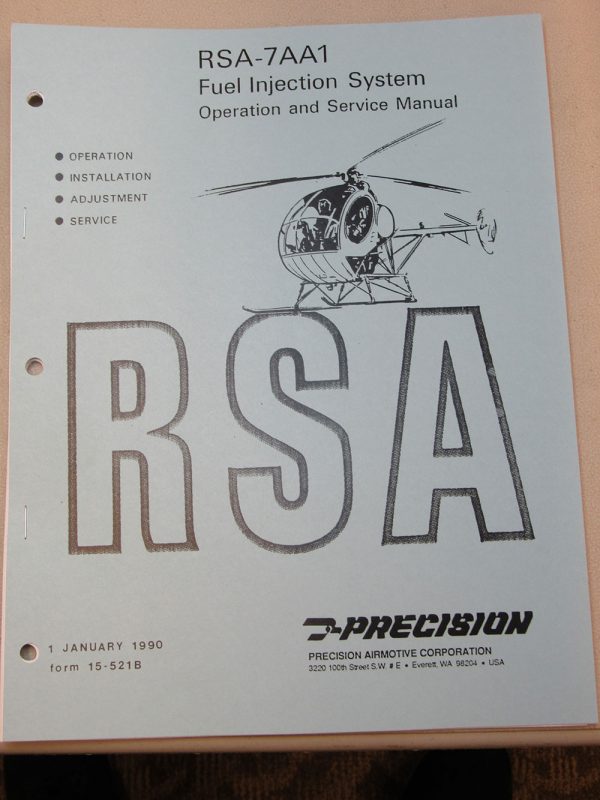 RSA-7AA1
Fuel Injection System
Operation and Service Manual
● OPERATION
● INSTALLATION
● ADJUSTMENT
● SERVICE
RSA
PRECISION
PRECISION AIRMOTIVE CORPORATION
3220 100th Street S.W. # E • Everett, WA 98204 • USA
1 JANUARY 1990
form 15-521B